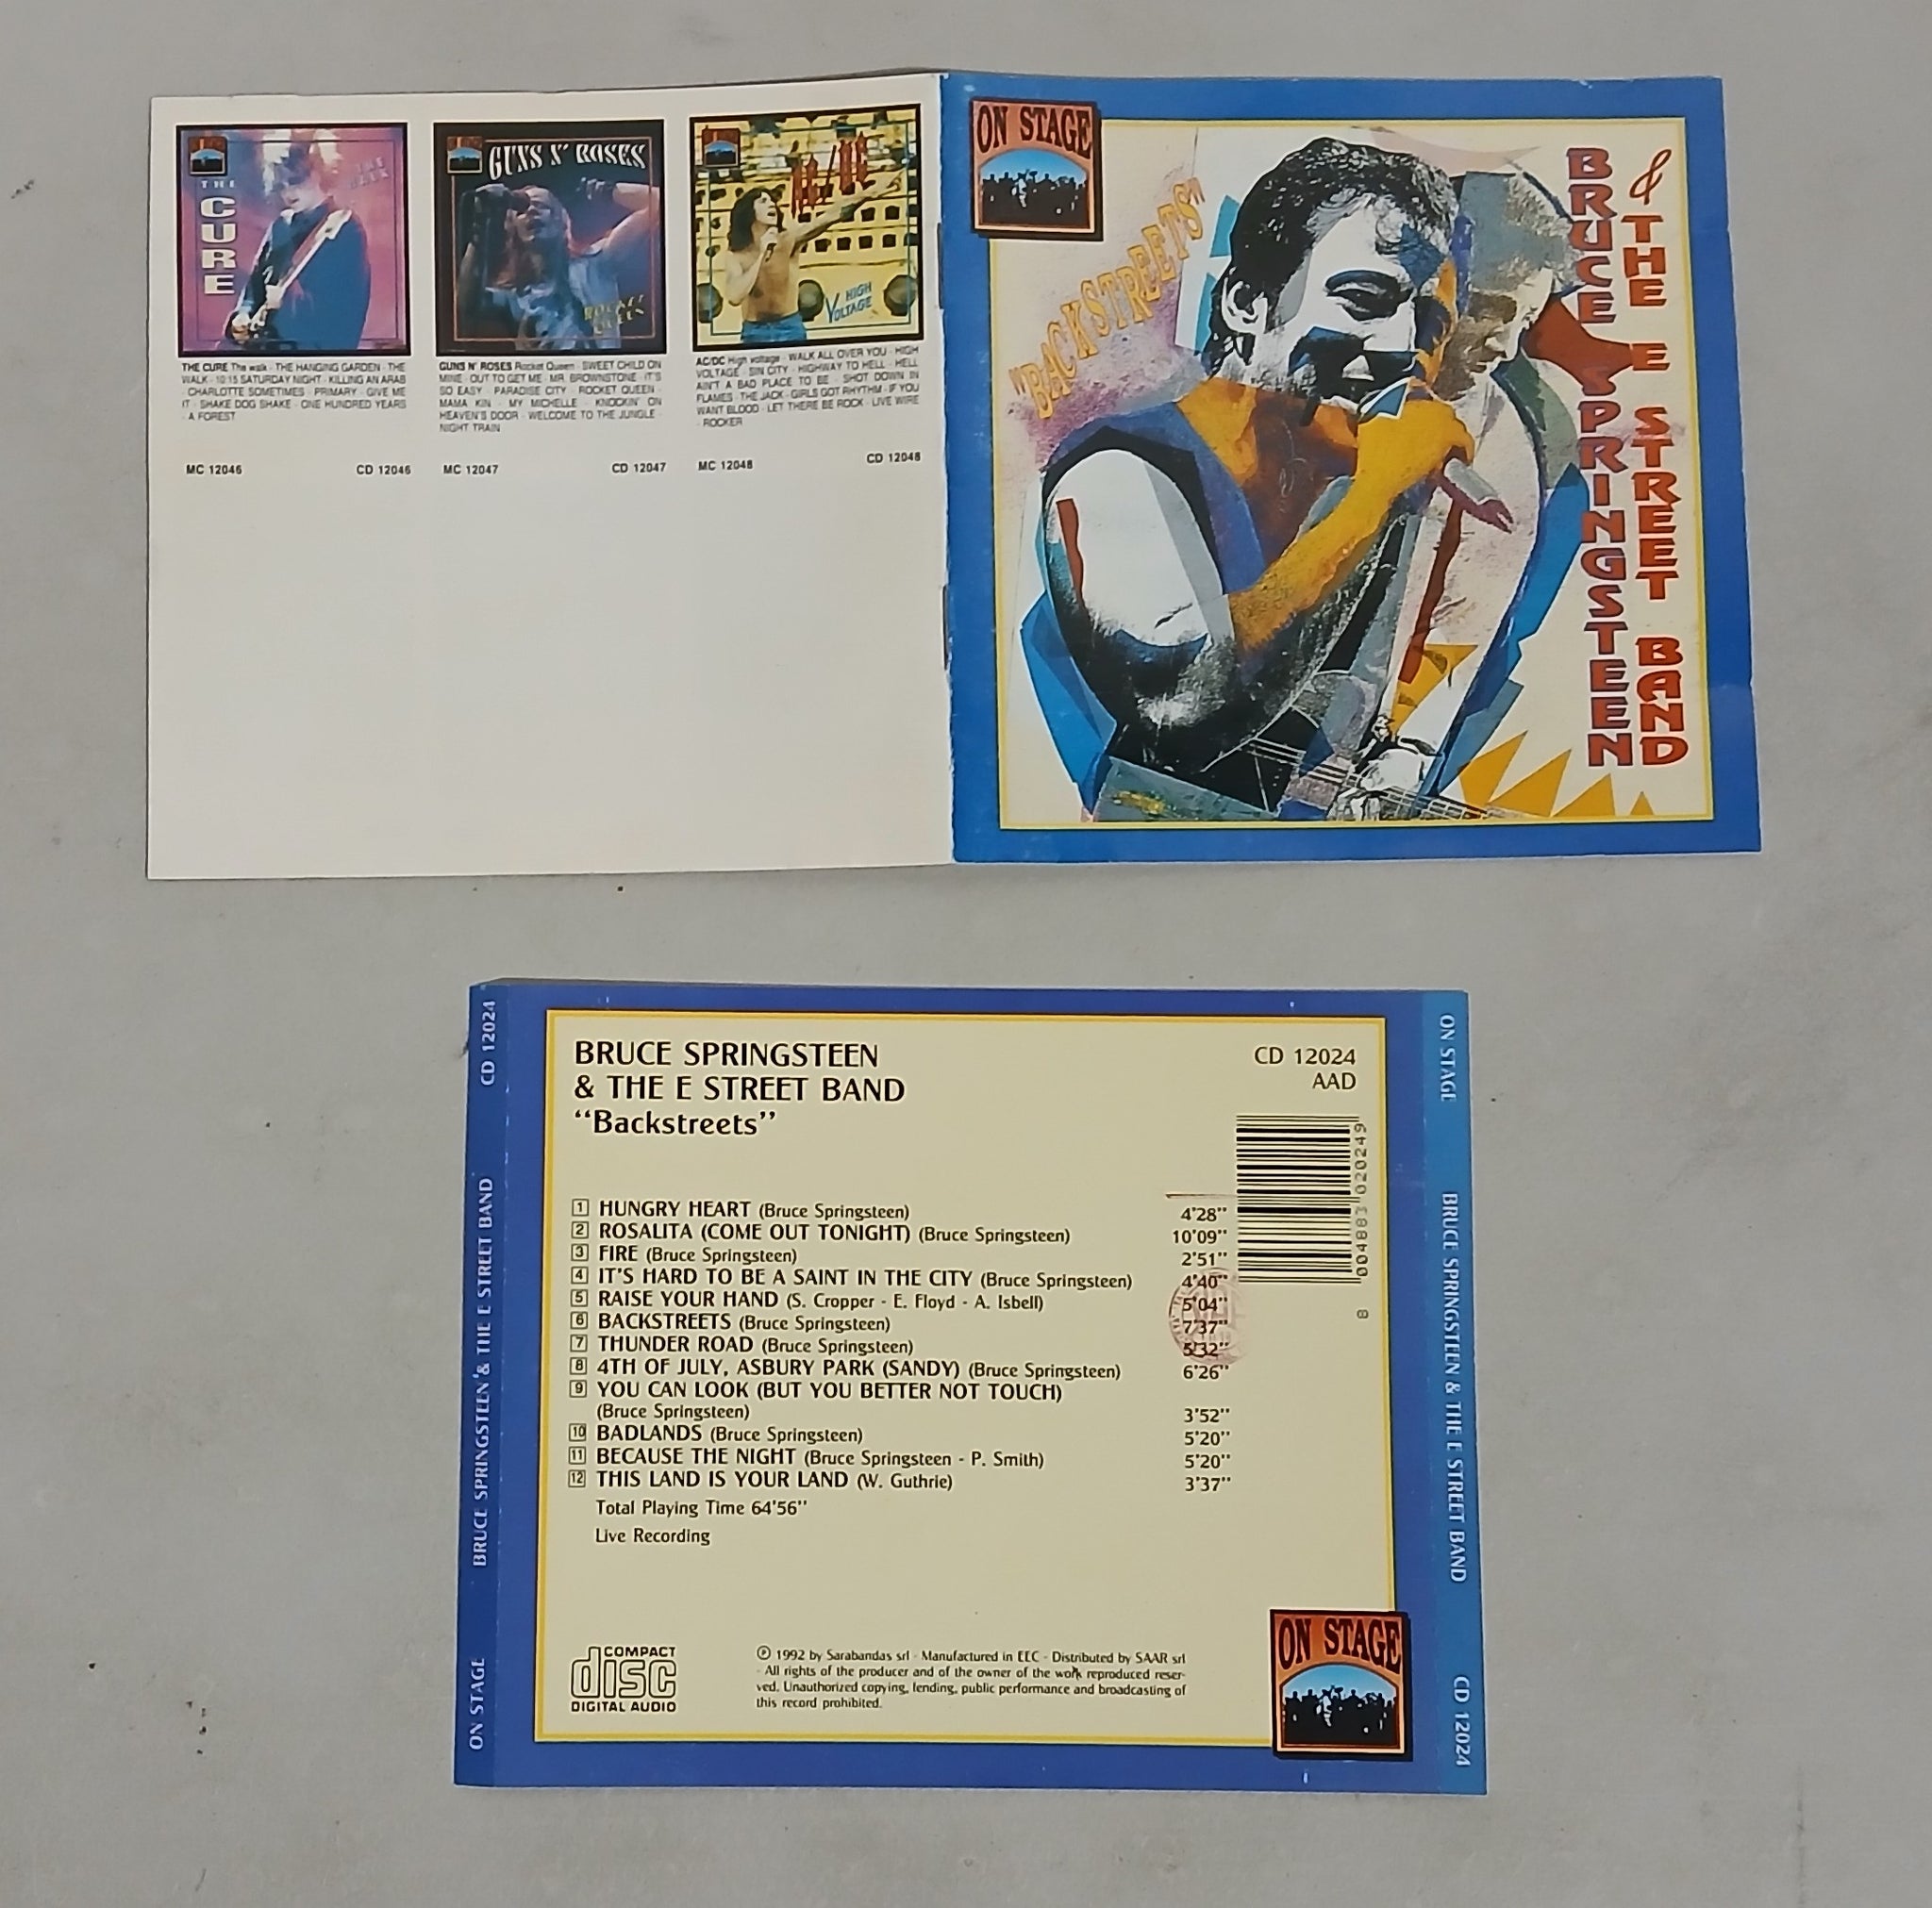 THE
CURE
THE CURE The walk · THE HANGING GARDEN · THE
WALK · 10:15 SATURDAY NIGHT · KILLING AN ARAB
· CHARLOTTE SOMETIMES · PRIMARY · GIVE ME
IT · SHAKE DOG SHAKE · ONE HUNDRED YEARS
· A FOREST
MC 12046 CD 12046
GUNS N' ROSES
ROCKET
QUEEN
GUNS N' ROSES Rocket Queen · SWEET CHILD ON
MINE · OUT TO GET ME · MR. BROWNSTONE · IT'S
SO EASY · PARADISE CITY · ROCKET QUEEN ·
MAMA KIN · MY MICHELLE · KNOCKIN' ON
HEAVEN'S DOOR · WELCOME TO THE JUNGLE ·
NIGHT TRAIN
MC 12047 CD 12047
AC/DC
HIGH
VOLTAGE
AC/DC High voltage · WALK ALL OVER YOU · HIGH
VOLTAGE · SIN CITY · HIGHWAY TO HELL · HELL
AIN'T A BAD PLACE TO BE · SHOT DOWN IN
FLAMES · THE JACK · GIRLS GOT RHYTHM · IF YOU
WANT BLOOD · LET THERE BE ROCK · LIVE WIRE
· ROCKER
MC 12048 CD 12048
ON STAGE
"BACKSTREETS"
BRUCE SPRINGSTEEN
& THE E STREET BAND
CD 12024
BRUCE SPRINGSTEEN & THE E STREET BAND
ON STAGE
BRUCE SPRINGSTEEN
& THE E STREET BAND
“Backstreets”
CD 12024
AAD
004883 020249
8
1 HUNGRY HEART (Bruce Springsteen) 4'28''
2 ROSALITA (COME OUT TONIGHT) (Bruce Springsteen) 10'09''
3 FIRE (Bruce Springsteen) 2'51''
4 IT'S HARD TO BE A SAINT IN THE CITY (Bruce Springsteen) 4'40''
5 RAISE YOUR HAND (S. Cropper - E. Floyd - A. Isbell) 5'04''
6 BACKSTREETS (Bruce Springsteen) 7'37''
7 THUNDER ROAD (Bruce Springsteen) 5'32''
8 4TH OF JULY, ASBURY PARK (SANDY) (Bruce Springsteen) 6'26''
9 YOU CAN LOOK (BUT YOU BETTER NOT TOUCH)
(Bruce Springsteen) 3'52''
10 BADLANDS (Bruce Springsteen) 5'20''
11 BECAUSE THE NIGHT (Bruce Springsteen - P. Smith) 5'20''
12 THIS LAND IS YOUR LAND (W. Guthrie) 3'37''
Total Playing Time 64'56''
Live Recording
COMPACT
disc
DIGITAL AUDIO
℗ 1992 by Sarabandas srl - Manufactured in EEC - Distributed by SAAR srl
- All rights of the producer and of the owner of the work reproduced reser-
ved. Unauthorized copying, lending, public performance and broadcasting of
this record prohibited.
ON STAGE
ON STAGE
BRUCE SPRINGSTEEN & THE E STREET BAND
CD 12024